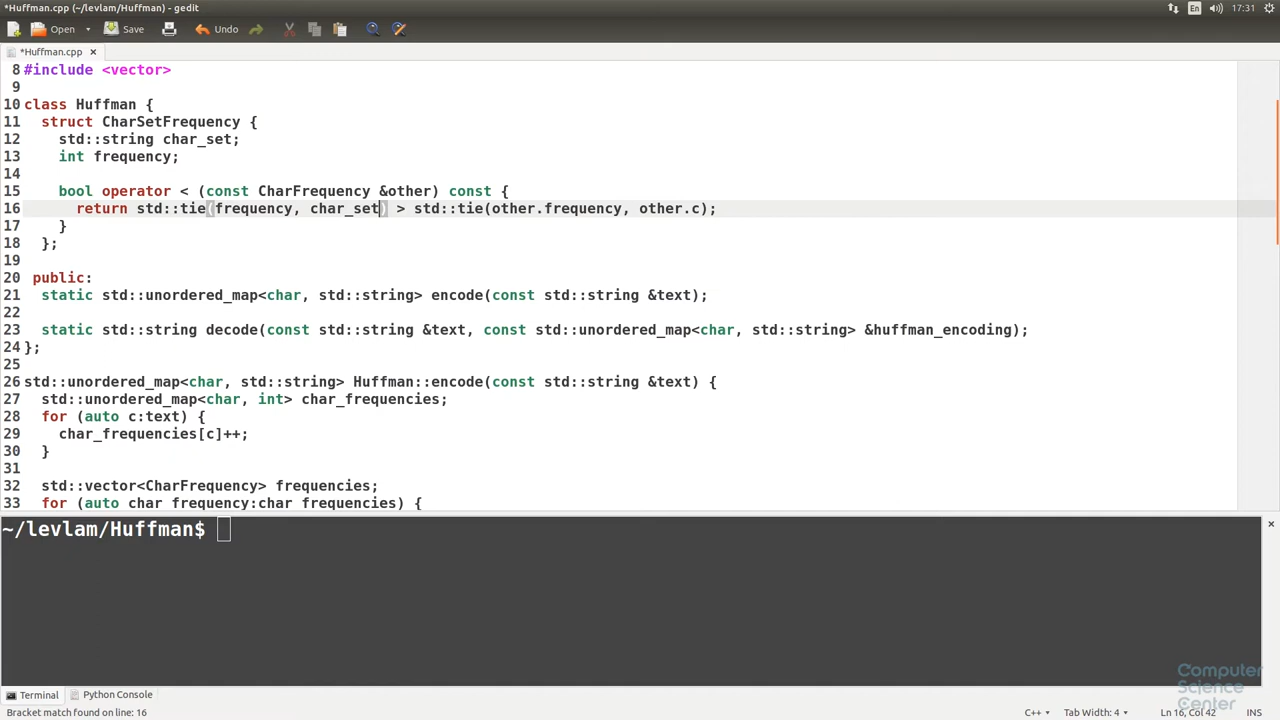 *Huffman.cpp (~/levlam/Huffman) - gedit
En 17:31
Open Save Undo
*Huffman.cpp ×
8 #include <vector>
9
10 class Huffman {
11   struct CharSetFrequency {
12     std::string char_set;
13     int frequency;
14
15     bool operator < (const CharFrequency &other) const {
16       return std::tie(frequency, char_set) > std::tie(other.frequency, other.c);
17     }
18   };
19
20  public:
21   static std::unordered_map<char, std::string> encode(const std::string &text);
22
23   static std::string decode(const std::string &text, const std::unordered_map<char, std::string> &huffman_encoding);
24 };
25
26 std::unordered_map<char, std::string> Huffman::encode(const std::string &text) {
27   std::unordered_map<char, int> char_frequencies;
28   for (auto c:text) {
29     char_frequencies[c]++;
30   }
31
32   std::vector<CharFrequency> frequencies;
33   for (auto char_frequency:char_frequencies) {
~/levlam/Huffman$
Computer
Science
Center
Terminal Python Console
Bracket match found on line: 16 C++ Tab Width: 4 Ln 16, Col 42 INS